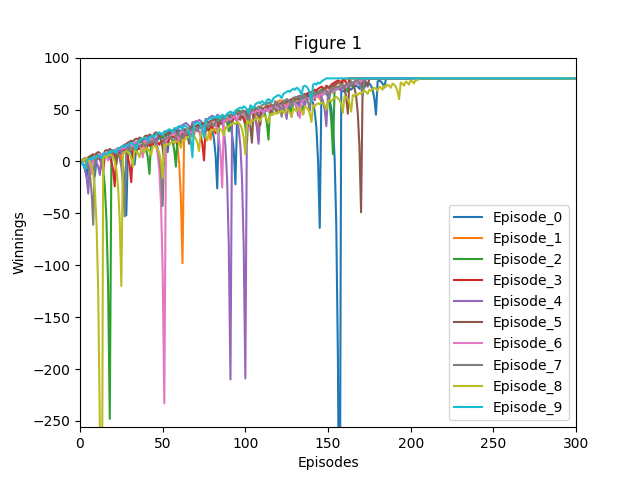 Figure 1
Winnings
100
50
0
−50
−100
−150
−200
−250
0 50 100 150 200 250 300
Episodes
Episode_0
Episode_1
Episode_2
Episode_3
Episode_4
Episode_5
Episode_6
Episode_7
Episode_8
Episode_9